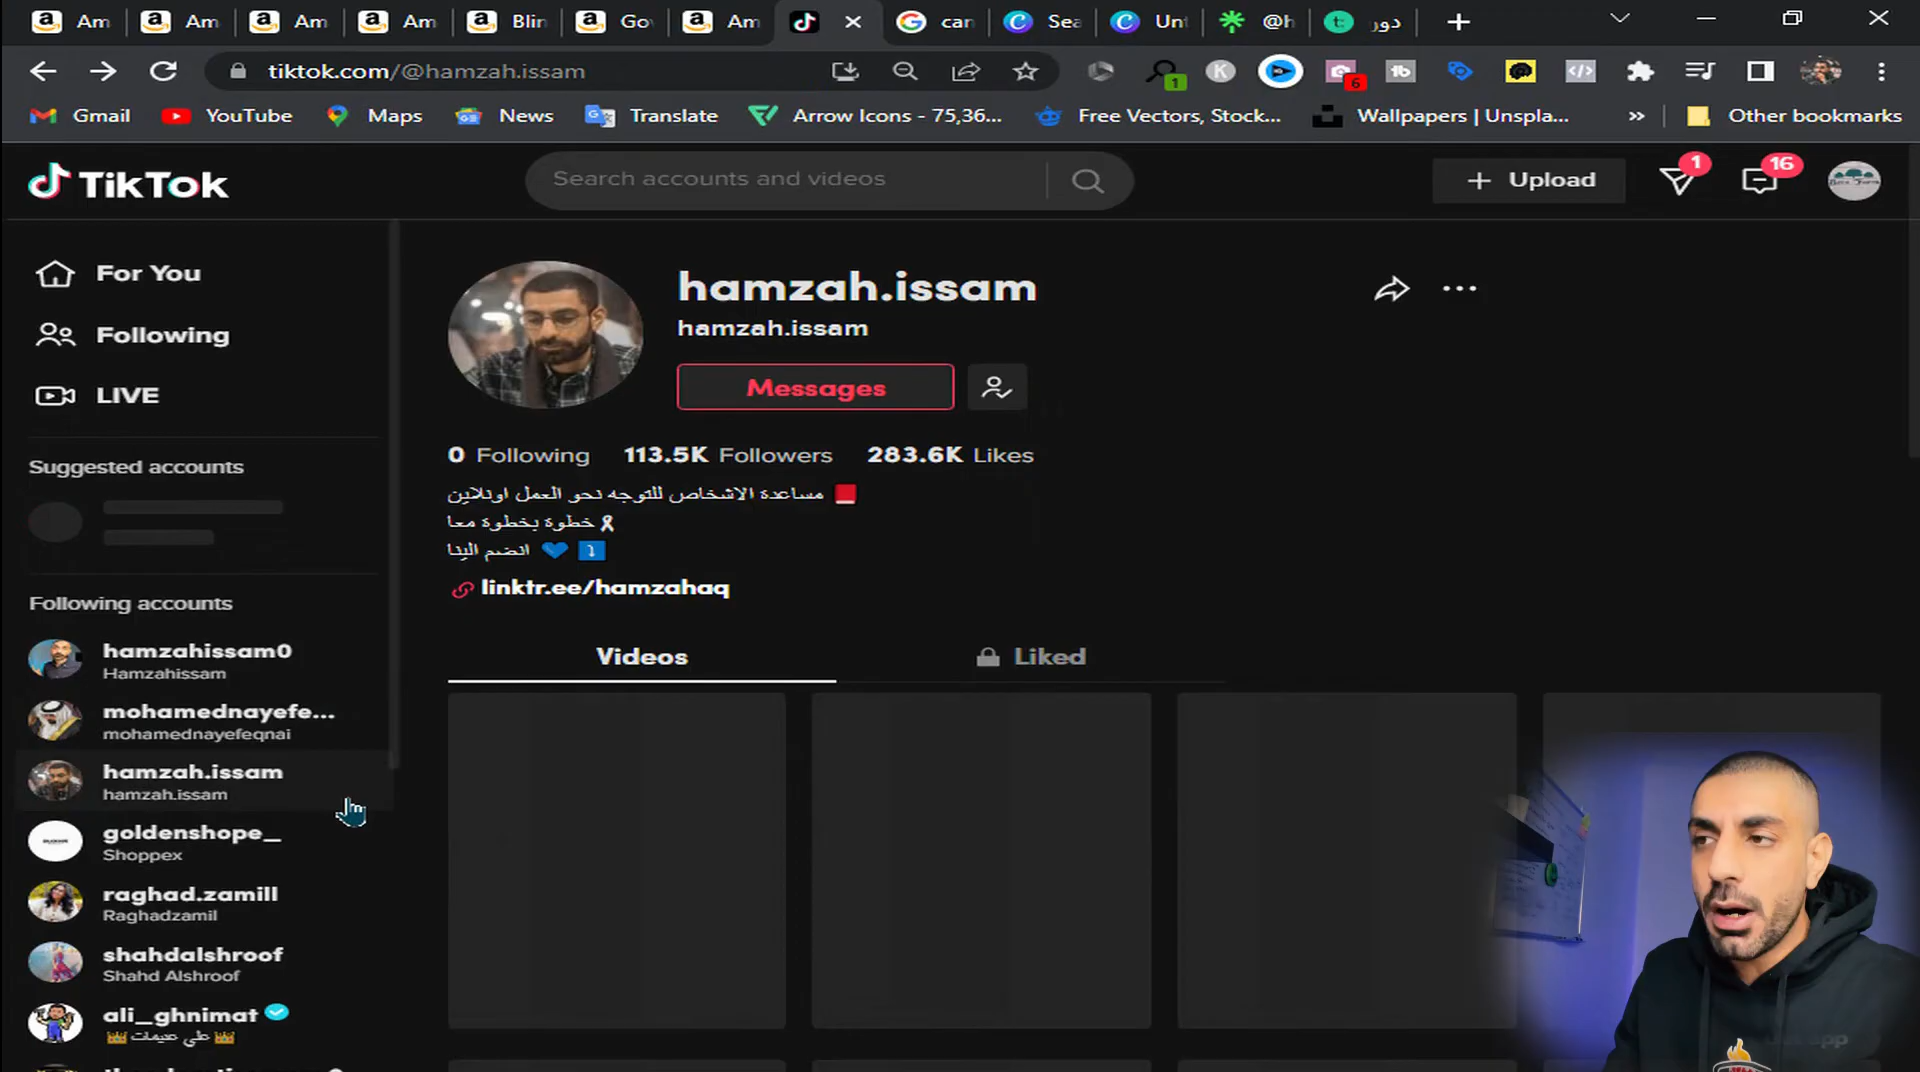 Am
Am
Am
Am
Blin
Go
Am
can
Sea
Unt
@h
دور
tiktok.com/@hamzah.issam
1
6
Gmail
YouTube
Maps
News
Translate
Arrow Icons - 75,36...
Free Vectors, Stock...
Wallpapers | Unspla...
Other bookmarks
TikTok
Search accounts and videos
Upload
1
16
For You
Following
LIVE
Suggested accounts
Following accounts
hamzahissam0
Hamzahissam
mohamednayefe...
mohamednayefeqnai
hamzah.issam
hamzah.issam
goldenshope_
Shoppex
raghad.zamill
Raghadzamil
shahdalshroof
Shahd Alshroof
ali_ghnimat
hamzah.issam
hamzah.issam
Messages
0 Following 113.5K Followers 283.6K Likes
مساعدة الاشخاص للتوجه نحو العمل اونلاين
خطوة بخطوة معا
انضم الينا
linktr.ee/hamzahaq
Videos
Liked